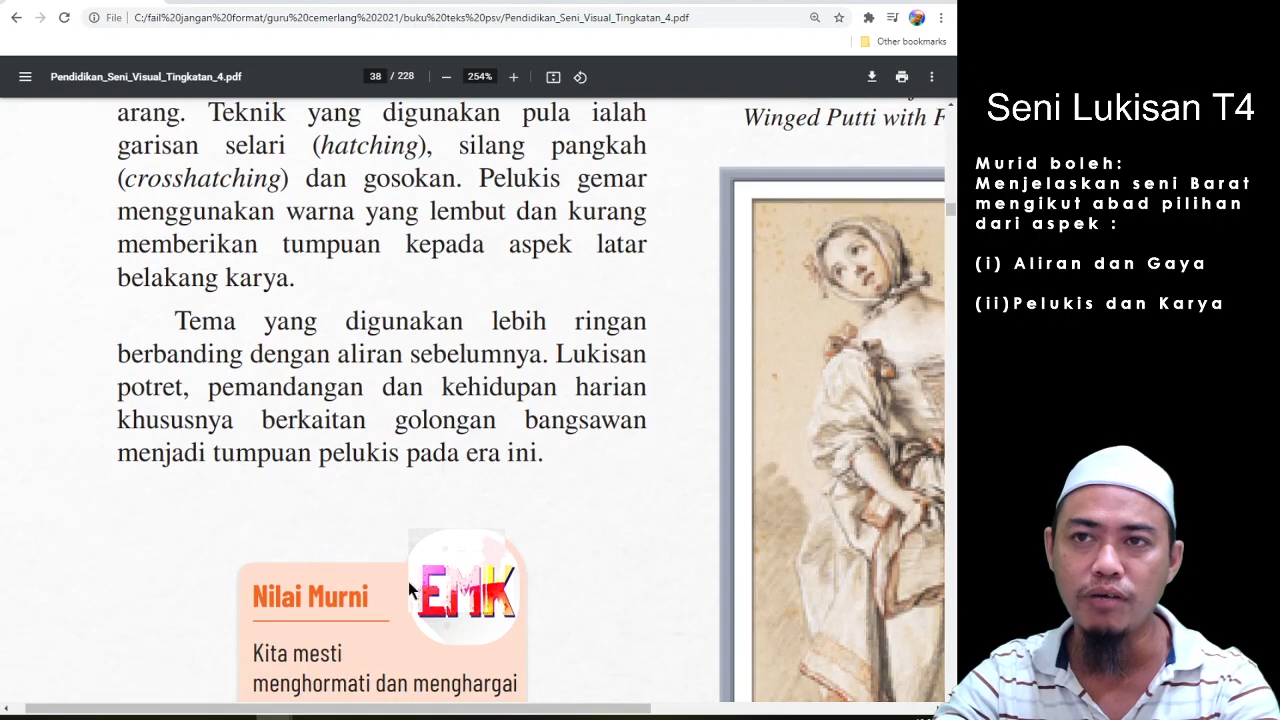 File C:/fail%20jangan%20format/guru%20cemerlang%202021/buku%20teks%20psv/Pendidikan_Seni_Visual_Tingkatan_4.pdf
Other bookmarks
Pendidikan_Seni_Visual_Tingkatan_4.pdf 38 / 228 254%
arang. Teknik yang digunakan pula ialah
garisan selari (hatching), silang pangkah
(crosshatching) dan gosokan. Pelukis gemar
menggunakan warna yang lembut dan kurang
memberikan tumpuan kepada aspek latar
belakang karya.
Tema yang digunakan lebih ringan
berbanding dengan aliran sebelumnya. Lukisan
potret, pemandangan dan kehidupan harian
khususnya berkaitan golongan bangsawan
menjadi tumpuan pelukis pada era ini.
Nilai Murni
EMK
Kita mesti
menghormati dan menghargai
Winged Putti with F
Seni Lukisan T4
Murid boleh:
Menjelaskan seni Barat
mengikut abad pilihan
dari aspek :
(i) Aliran dan Gaya
(ii)Pelukis dan Karya